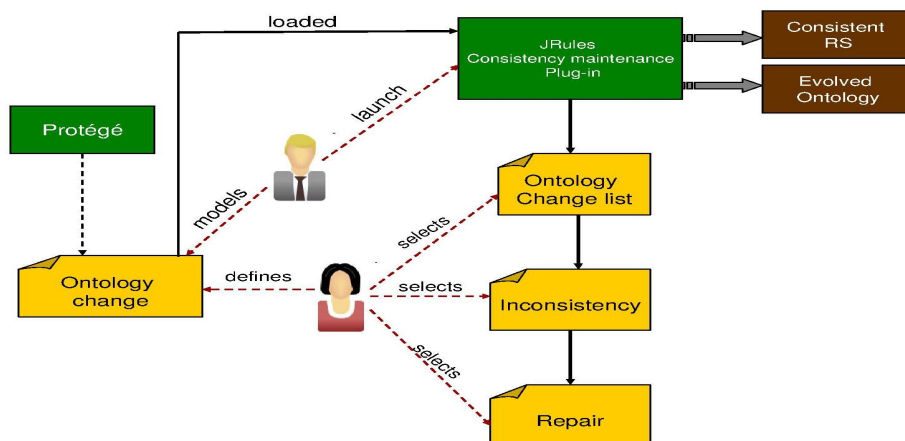 loaded
JRules
Consistency maintenance
Plug-in
Consistent
RS
Evolved
Ontology
Protégé
launch
models
Ontology
Change list
selects
Ontology
change
defines
selects
Inconsistency
selects
Repair